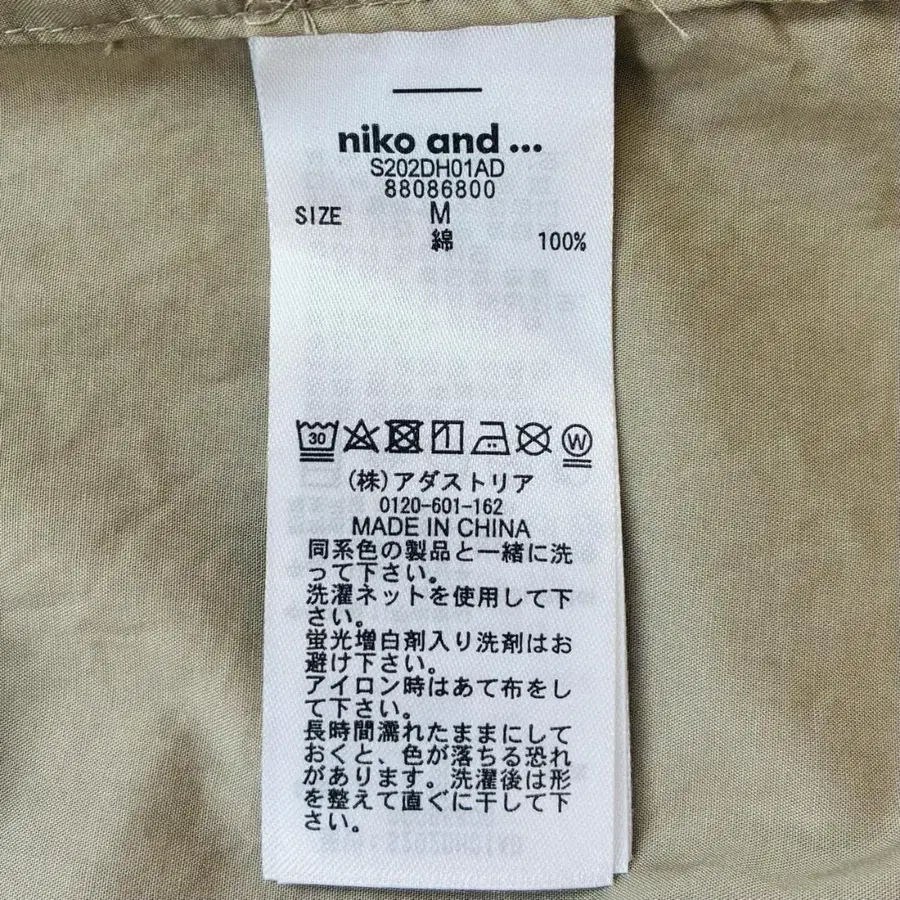 niko and ...
S202DH01AD
88086800
SIZE M
綿 100%
30 W
(株)アダストリア
0120-601-162
MADE IN CHINA
同系色の製品と一緒に洗
って下さい。
洗濯ネットを使用して下
さい。
蛍光増白剤入り洗剤はお
避け下さい。
アイロン時はあて布をし
て下さい。
長時間濡れたままにして
おくと、色が落ちる恐れ
があります。洗濯後は形
を整えて直ぐに干して下
さい。